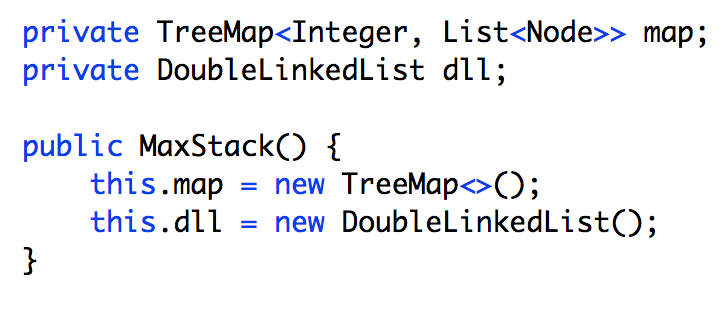 private TreeMap<Integer, List<Node>> map;
private DoubleLinkedList dll;
public MaxStack() {
    this.map = new TreeMap<>();
    this.dll = new DoubleLinkedList();
}